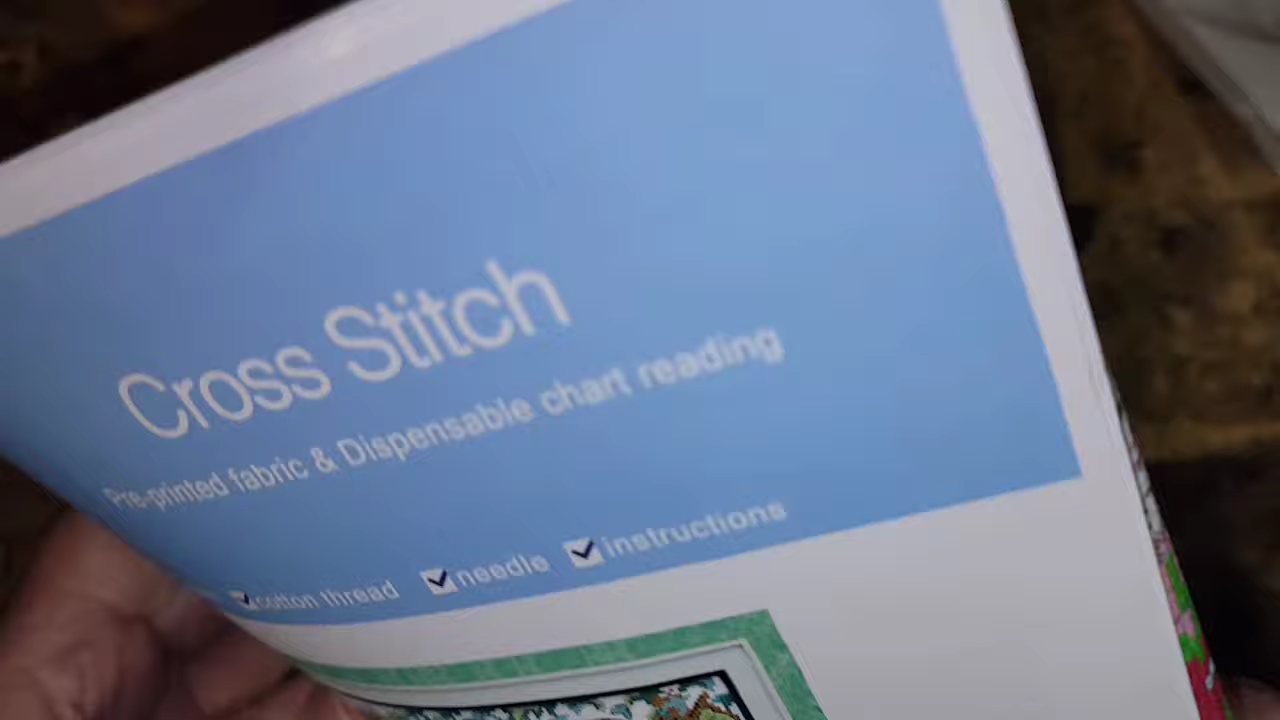 Cross Stitch
Pre-printed fabric & Dispensable chart reading
cotton thread needle instructions